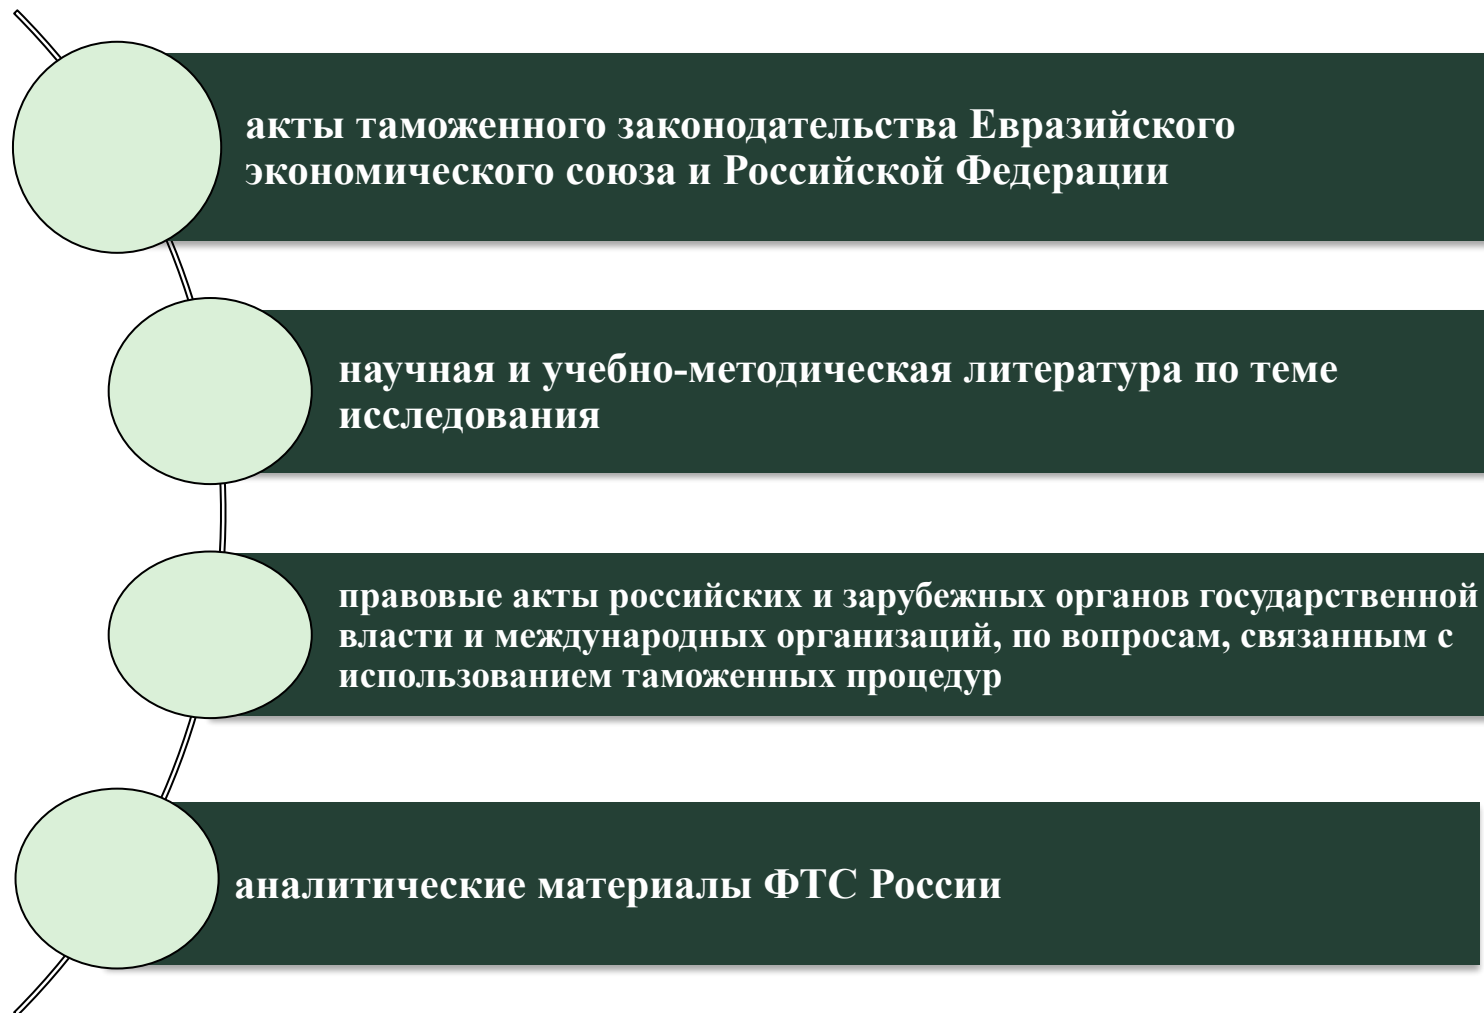 акты таможенного законодательства Евразийского
экономического союза и Российской Федерации
научная и учебно-методическая литература по теме
исследования
правовые акты российских и зарубежных органов государственной
власти и международных организаций, по вопросам, связанным с
использованием таможенных процедур
аналитические материалы ФТС России